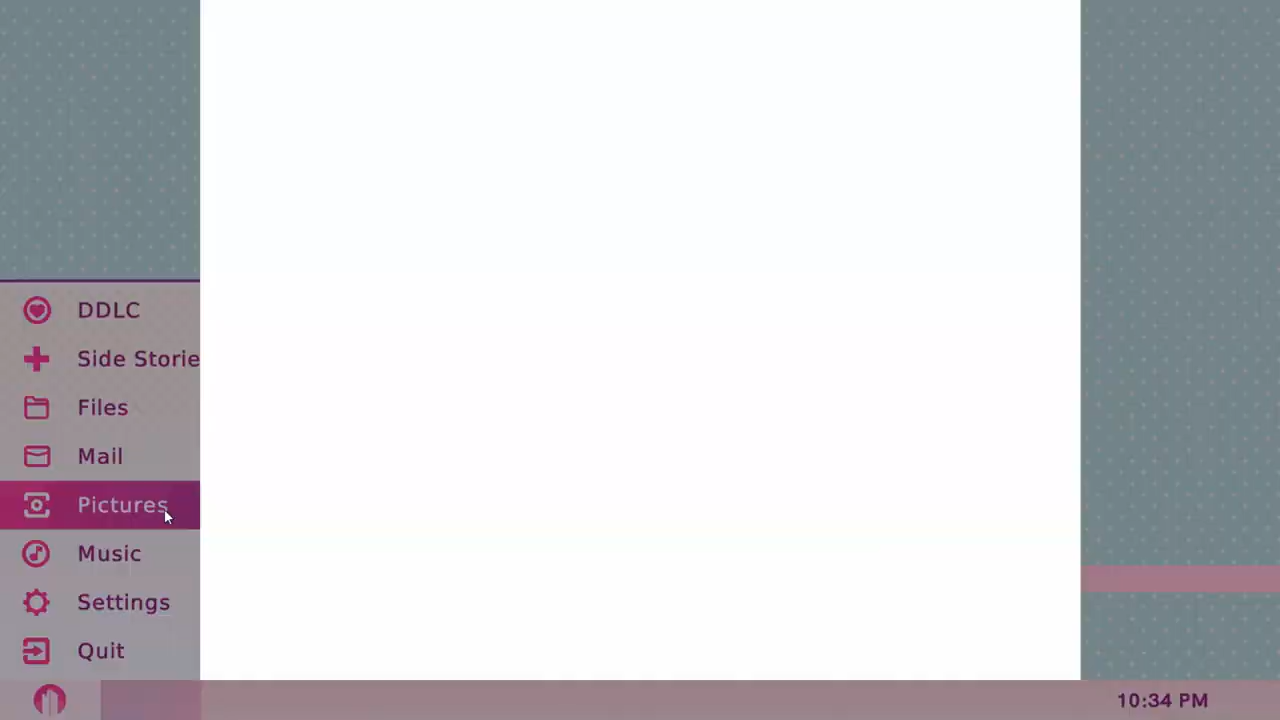 DDLC
Side Storie
Files
Mail
Pictures
Music
Settings
Quit
10:34 PM